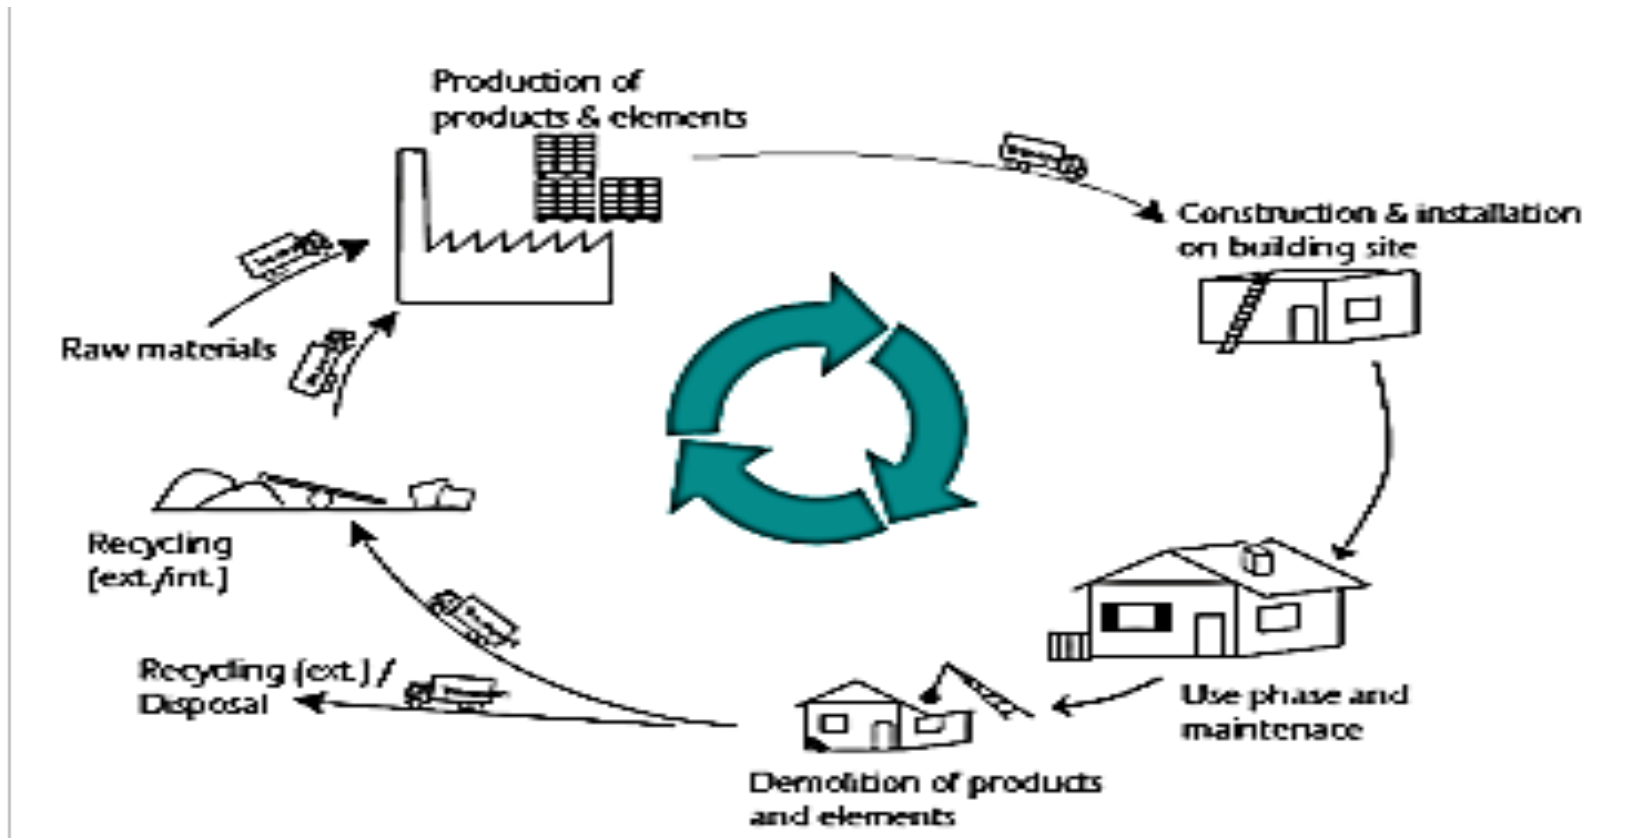 Production of
products & elements
Construction & installation
on building site
Raw materials
Recycling
(ext./int.)
Recycling (ext.) /
Disposal
Use phase and
maintenace
Demolition of products
and elements